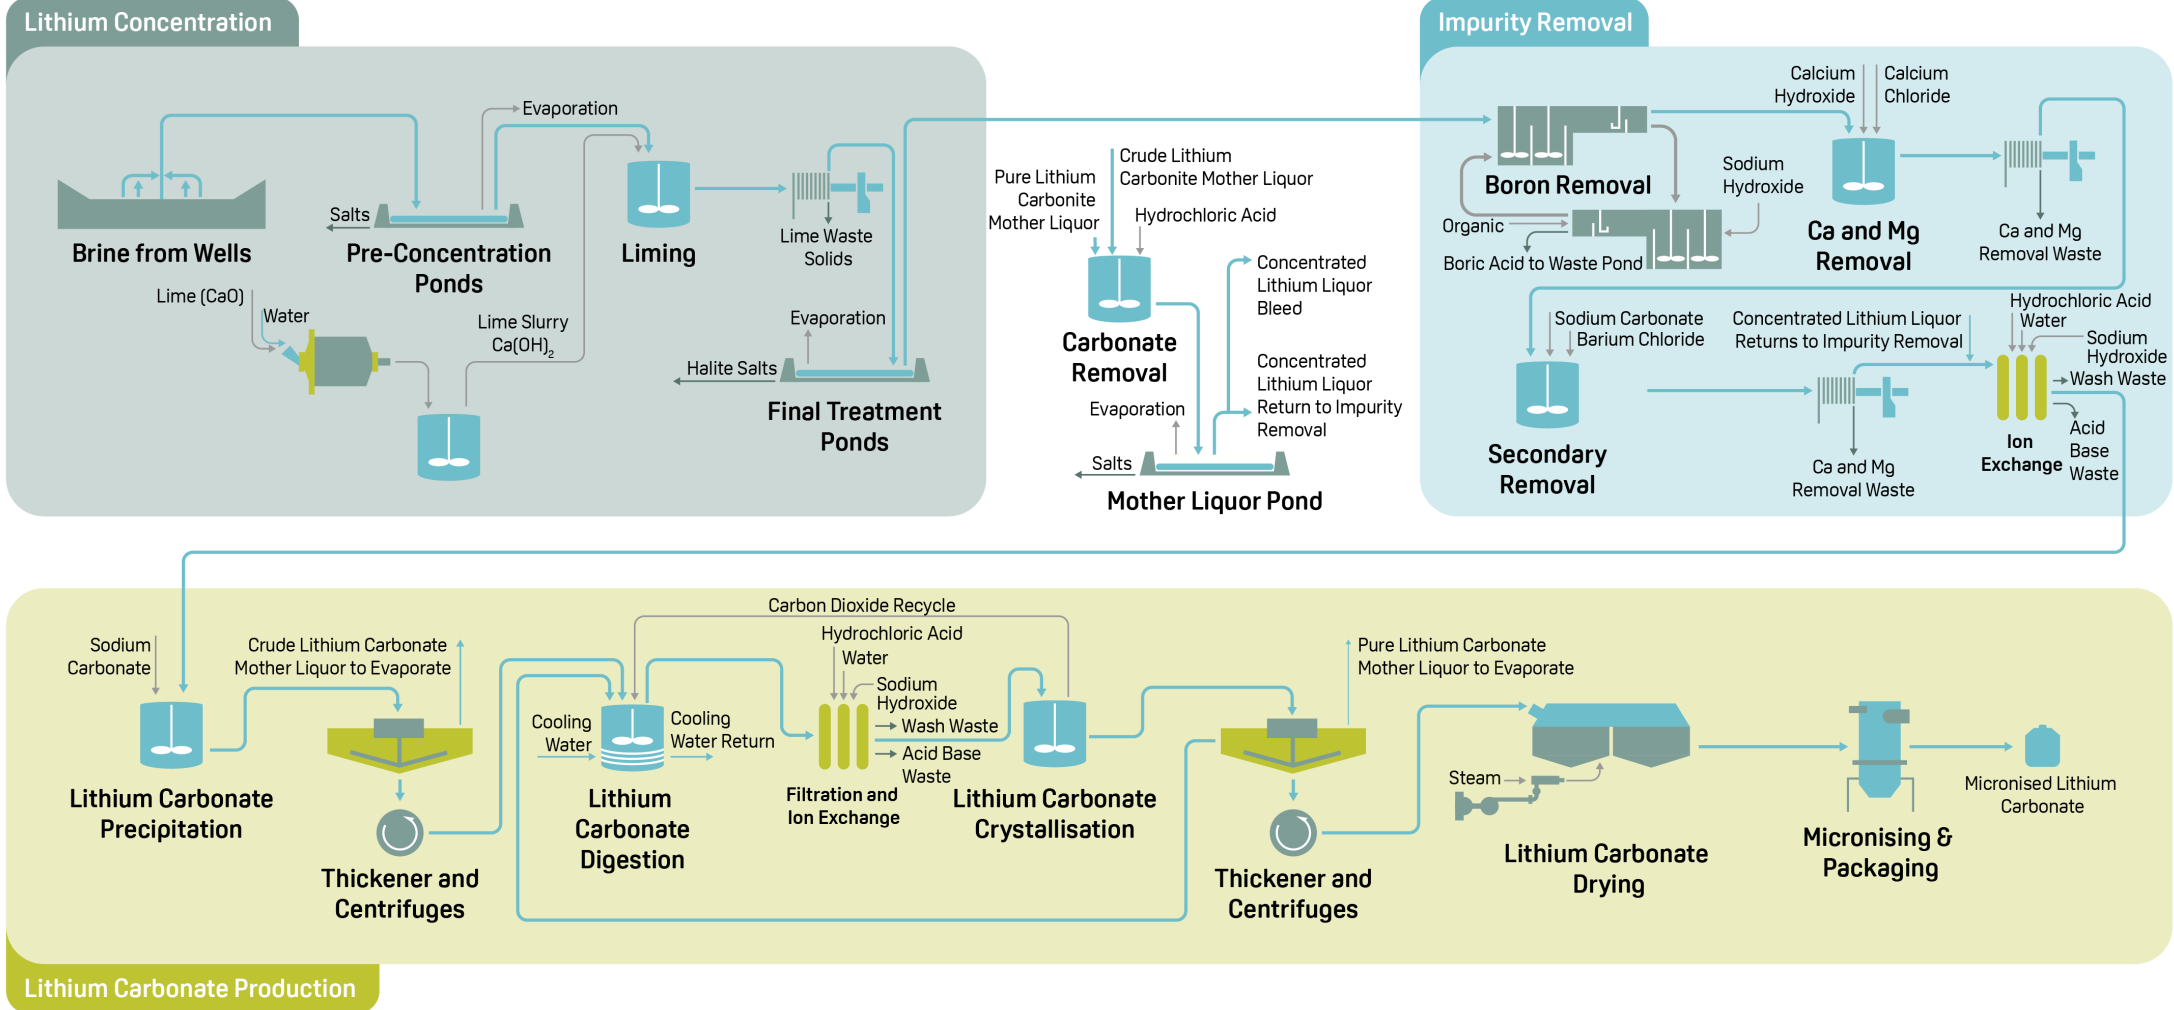 Lithium Concentration
Evaporation
Salts
Brine from Wells
Pre-Concentration
Ponds
Liming
Lime Waste
Solids
Lime (CaO)
Water
Lime Slurry
Ca(OH)2
Evaporation
Halite Salts
Final Treatment
Ponds
Pure Lithium
Carbonite
Mother Liquor
Crude Lithium
Carbonite Mother Liquor
Hydrochloric Acid
Carbonate
Removal
Concentrated
Lithium Liquor
Bleed
Concentrated
Lithium Liquor
Return to Impurity
Removal
Evaporation
Salts
Mother Liquor Pond
Impurity Removal
Calcium
Hydroxide
Calcium
Chloride
Boron Removal
Sodium
Hydroxide
Organic
Boric Acid to Waste Pond
Ca and Mg
Removal
Ca and Mg
Removal Waste
Sodium Carbonate
Barium Chloride
Secondary
Removal
Concentrated Lithium Liquor
Returns to Impurity Removal
Ca and Mg
Removal Waste
Hydrochloric Acid
Water
Sodium
Hydroxide
Wash Waste
Acid
Base
Waste
Ion
Exchange
Sodium
Carbonate
Lithium Carbonate
Precipitation
Crude Lithium Carbonate
Mother Liquor to Evaporate
Thickener and
Centrifuges
Carbon Dioxide Recycle
Cooling
Water
Cooling
Water Return
Lithium
Carbonate
Digestion
Hydrochloric Acid
Water
Sodium
Hydroxide
Wash Waste
Acid Base
Waste
Filtration and
Ion Exchange
Lithium Carbonate
Crystallisation
Pure Lithium Carbonate
Mother Liquor to Evaporate
Thickener and
Centrifuges
Steam
Lithium Carbonate
Drying
Micronising &
Packaging
Micronised Lithium
Carbonate
Lithium Carbonate Production